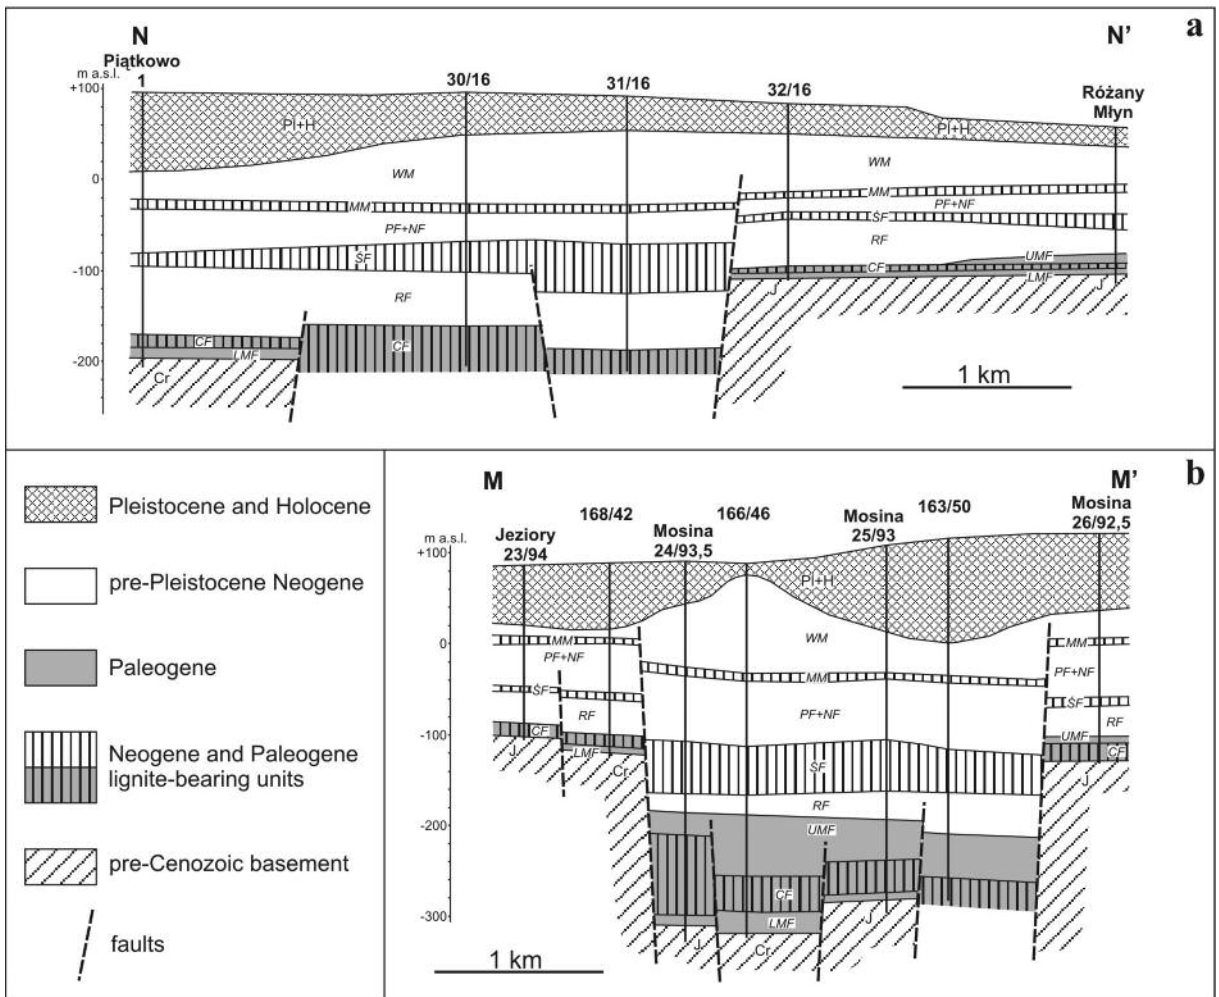 a
N
N'
Piątkowo
1
30/16
31/16
32/16
Różany
Młyn
m a.s.l.
+100
0
-100
-200
Pl+H
Pl+H
WM
WM
MM
MM
PF+NF
PF+NF
ŚF
ŚF
RF
RF
UMF
CF
LMF
J
J
CF
CF
LMF
Cr
1 km
Pleistocene and Holocene
pre-Pleistocene Neogene
Paleogene
Neogene and Paleogene
lignite-bearing units
pre-Cenozoic basement
faults
b
M
M'
Jeziory
23/94
168/42
Mosina
24/93,5
166/46
Mosina
25/93
163/50
Mosina
26/92,5
m a.s.l.
+100
0
-100
-200
-300
Pl+H
WM
MM
MM
MM
PF+NF
PF+NF
PF+NF
ŚF
ŚF
ŚF
RF
RF
RF
CF
UMF
CF
LMF
J
Cr
J
UMF
CF
LMF
J
Cr
J
1 km